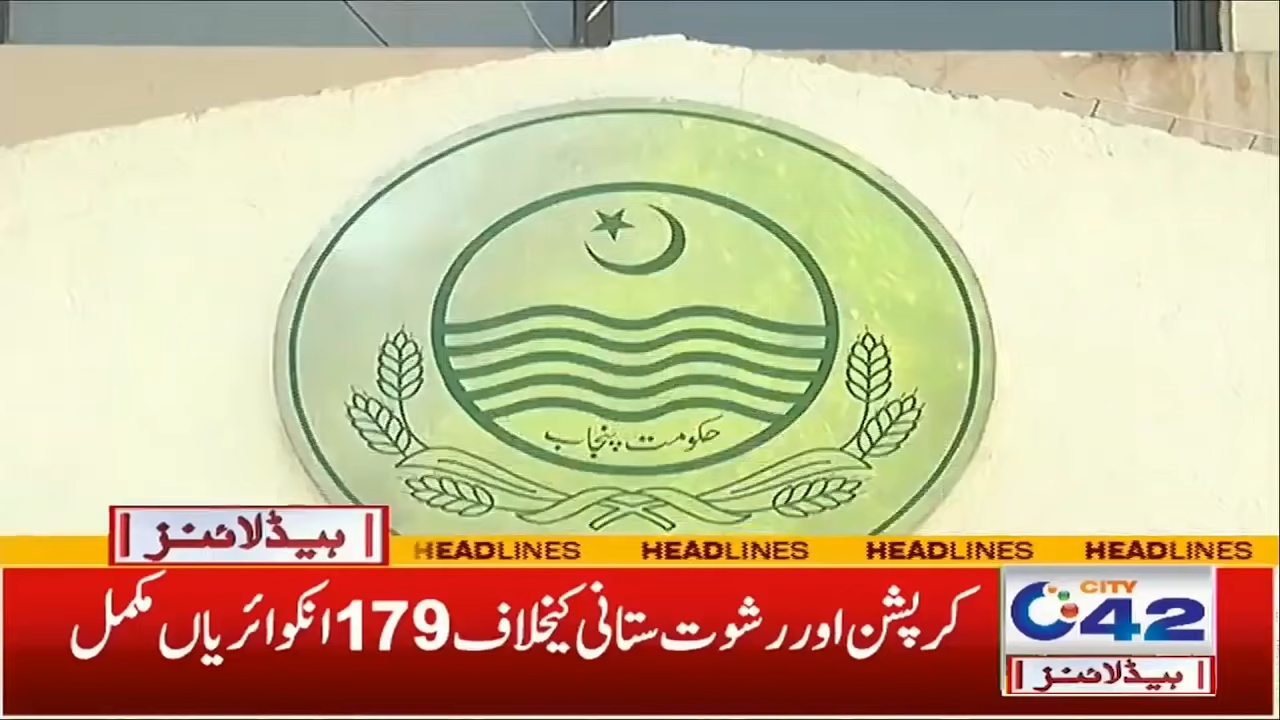 حکومت پنجاب
ہیڈلائنز
HEADLINES HEADLINES HEADLINES HEADLINES
کرپشن اور رشوت ستانی کیخلاف 179 انکوائریاں مکمل
CITY
42
ہیڈلائنز